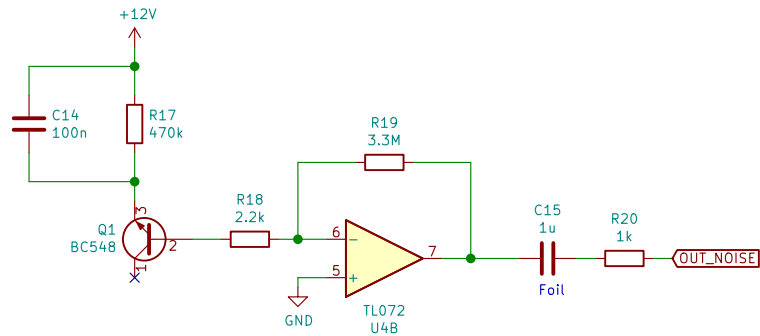 +12V
C14
100n
R17
470k
R19
3.3M
3
Q1
BC548
2
1
R18
2.2k
6
5
7
GND
TL072
U4B
C15
1u
Foil
R20
1k
OUT_NOISE